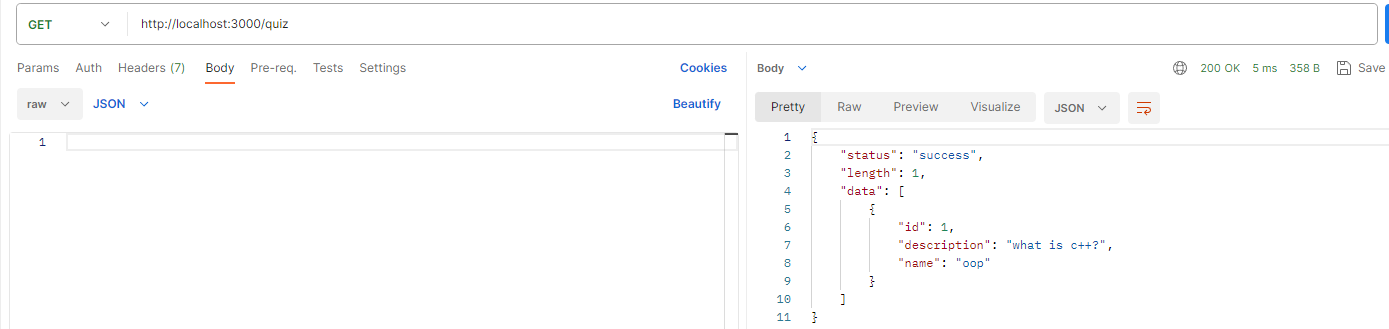 GET http://localhost:3000/quiz
Params Auth Headers (7) Body Pre-req. Tests Settings Cookies
raw JSON Beautify
1
Body 200 OK 5 ms 358 B Save
Pretty Raw Preview Visualize JSON
1 {
2 "status": "success",
3 "length": 1,
4 "data": [
5 {
6 "id": 1,
7 "description": "what is c++?",
8 "name": "oop"
9 }
10 ]
11 }